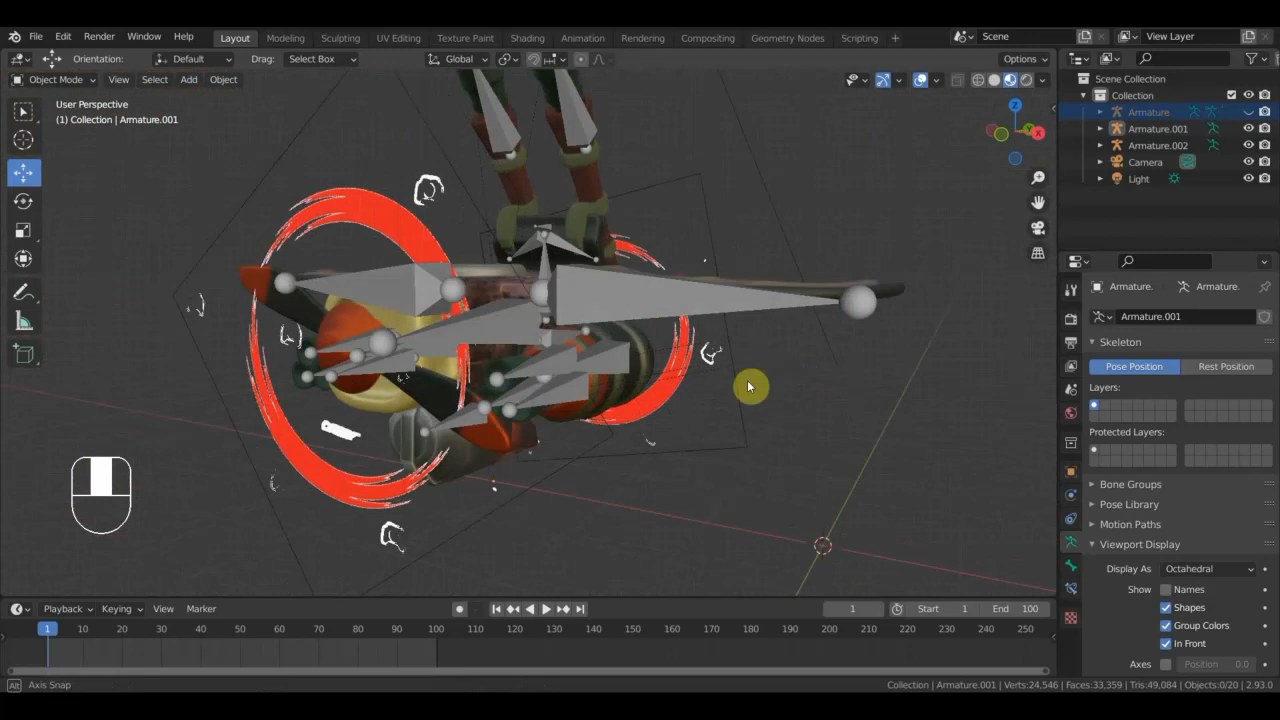 File Edit Render Window Help Layout Modeling Sculpting UV Editing Texture Paint Shading Animation Rendering Compositing Geometry Nodes Scripting + Scene View Layer
Orientation: Default Drag: Select Box Global Options
Object Mode View Select Add Object
User Perspective
(1) Collection | Armature.001
Z
X
Scene Collection
Collection
Armature
Armature.001
Armature.002
Camera
Light
Armature. Armature.
Armature.001
Skeleton
Pose Position Rest Position
Layers:
Protected Layers:
Bone Groups
Pose Library
Motion Paths
Viewport Display
Display As Octahedral
Show Names
Shapes
Group Colors
In Front
Axes Position 0.0
Playback Keying View Marker 1 Start 1 End 100
1 10 20 30 40 50 60 70 80 90 100 110 120 130 140 150 160 170 180 190 200 210 220 230 240 250
Alt Axis Snap Collection | Armature.001 | Verts:24,546 | Faces:33,359 | Tris:49,084 | Objects:0/20 | 2.93.0